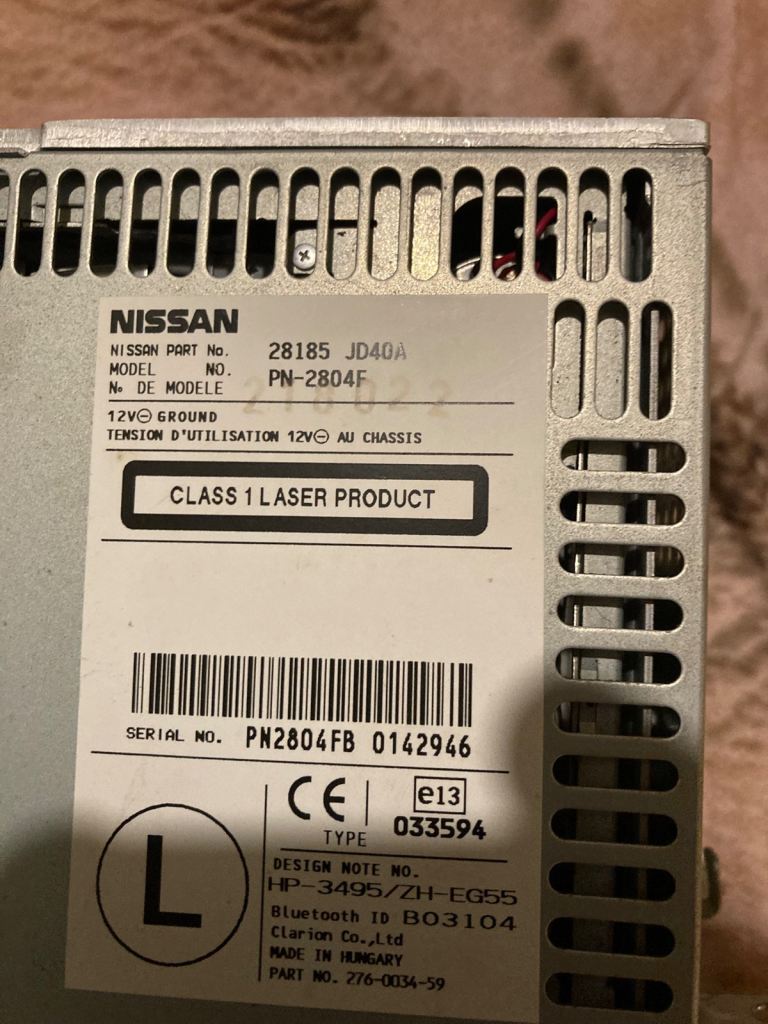 NISSAN
NISSAN PART No. 28185 JD40A
MODEL NO. PN-2804F
No DE MODELE
218022
12V⊖ GROUND
TENSION D'UTILISATION 12V⊖ AU CHASSIS
CLASS 1 LASER PRODUCT
SERIAL NO. PN2804FB 0142946
L
CE
TYPE
e13
033594
DESIGN NOTE NO.
HP-3495/ZH-EG55
Bluetooth ID B03104
Clarion Co.,Ltd
MADE IN HUNGARY
PART NO. 276-0034-59